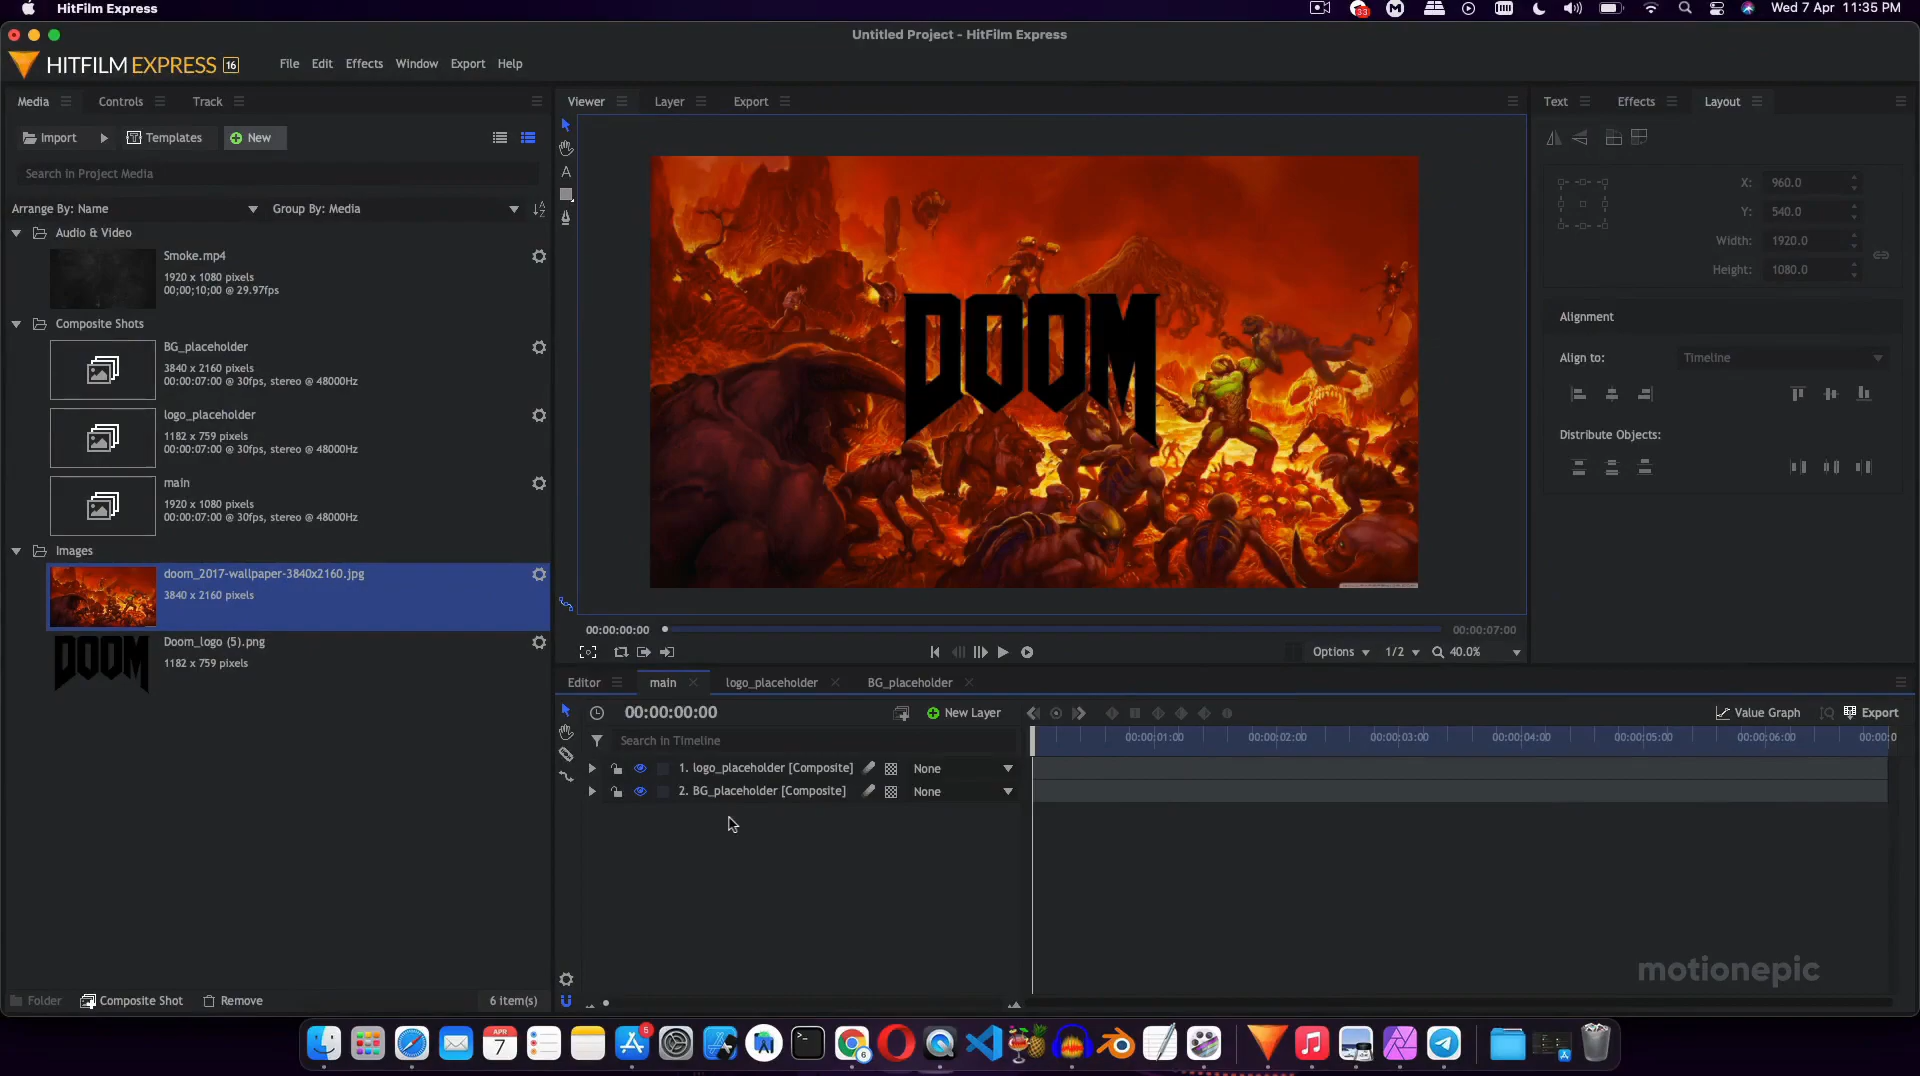 HitFilm Express
33
Wed 7 Apr 11:35 PM
Untitled Project - HitFilm Express
HITFILM EXPRESS 16
File Edit Effects Window Export Help
Media Controls Track
Viewer Layer Export
Text Effects Layout
Import Templates New
Search in Project Media
Arrange By: Name Group By: Media
Audio & Video
Smoke.mp4
1920 x 1080 pixels
00;00;10;00 @ 29.97fps
Composite Shots
BG_placeholder
3840 x 2160 pixels
00:00:07:00 @ 30fps, stereo @ 48000Hz
logo_placeholder
1182 x 759 pixels
00:00:07:00 @ 30fps, stereo @ 48000Hz
main
1920 x 1080 pixels
00:00:07:00 @ 30fps, stereo @ 48000Hz
Images
doom_2017-wallpaper-3840x2160.jpg
3840 x 2160 pixels
DOOM
Doom_logo (5).png
1182 x 759 pixels
Folder Composite Shot Remove 6 item(s)
DOOM
00:00:00:00 00:00:07:00
Options 1/2 40.0%
X: 960.0
Y: 540.0
Width: 1920.0
Height: 1080.0
Alignment
Align to: Timeline
Distribute Objects:
Editor main logo_placeholder BG_placeholder
00:00:00:00 New Layer Value Graph Export
Search in Timeline
00:00:01:00 00:00:02:00 00:00:03:00 00:00:04:00 00:00:05:00 00:00:06:00 00:00:0
1. logo_placeholder [Composite] None
2. BG_placeholder [Composite] None
motionepic
APR
7
5
6